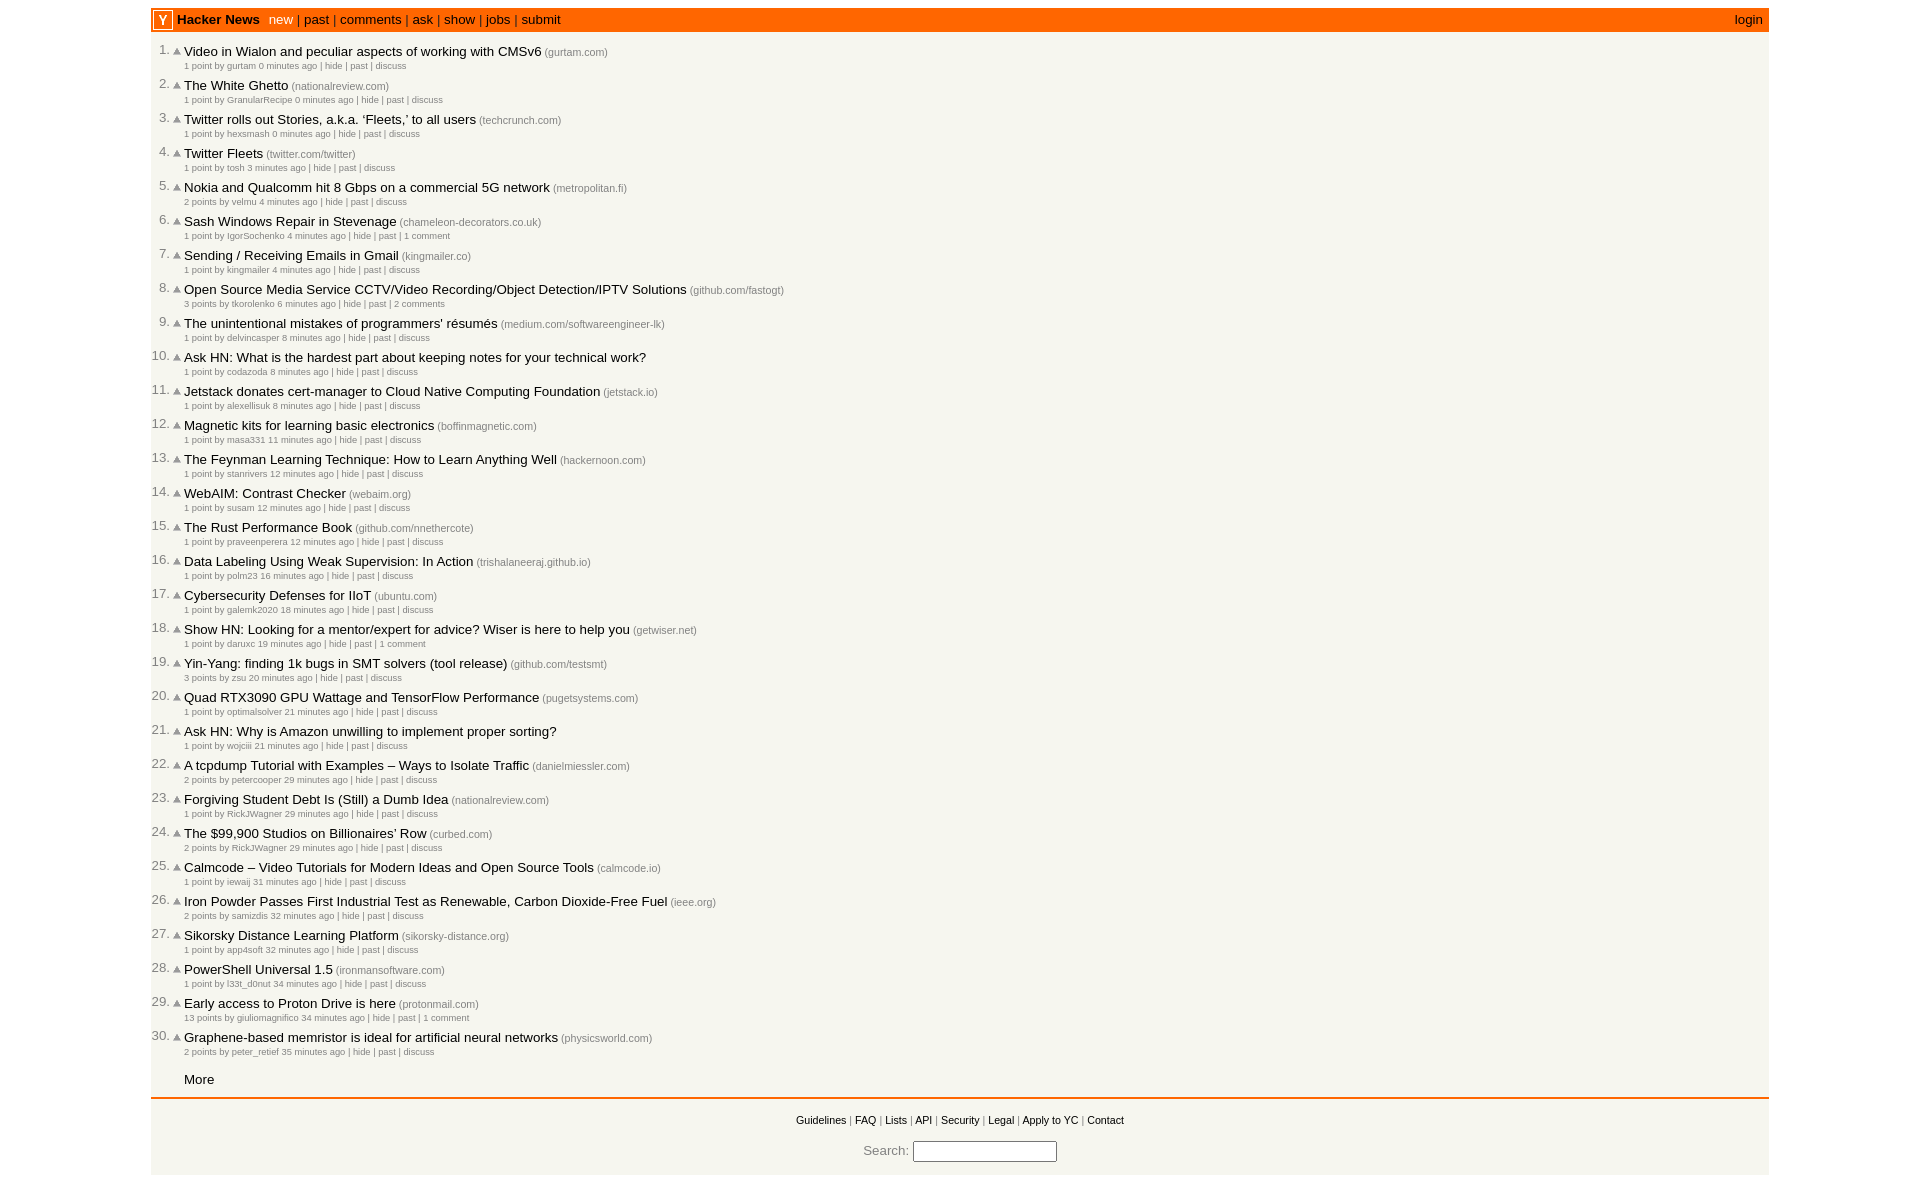 Y Hacker News new | past | comments | ask | show | jobs | submit login
1. Video in Wialon and peculiar aspects of working with CMSv6 (gurtam.com)
1 point by gurtam 0 minutes ago | hide | past | discuss
2. The White Ghetto (nationalreview.com)
1 point by GranularRecipe 0 minutes ago | hide | past | discuss
3. Twitter rolls out Stories, a.k.a. ‘Fleets,’ to all users (techcrunch.com)
1 point by hexsmash 0 minutes ago | hide | past | discuss
4. Twitter Fleets (twitter.com/twitter)
1 point by tosh 3 minutes ago | hide | past | discuss
5. Nokia and Qualcomm hit 8 Gbps on a commercial 5G network (metropolitan.fi)
2 points by velmu 4 minutes ago | hide | past | discuss
6. Sash Windows Repair in Stevenage (chameleon-decorators.co.uk)
1 point by IgorSochenko 4 minutes ago | hide | past | 1 comment
7. Sending / Receiving Emails in Gmail (kingmailer.co)
1 point by kingmailer 4 minutes ago | hide | past | discuss
8. Open Source Media Service CCTV/Video Recording/Object Detection/IPTV Solutions (github.com/fastogt)
3 points by tkorolenko 6 minutes ago | hide | past | 2 comments
9. The unintentional mistakes of programmers' résumés (medium.com/softwareengineer-lk)
1 point by delvincasper 8 minutes ago | hide | past | discuss
10. Ask HN: What is the hardest part about keeping notes for your technical work?
1 point by codazoda 8 minutes ago | hide | past | discuss
11. Jetstack donates cert-manager to Cloud Native Computing Foundation (jetstack.io)
1 point by alexellisuk 8 minutes ago | hide | past | discuss
12. Magnetic kits for learning basic electronics (boffinmagnetic.com)
1 point by masa331 11 minutes ago | hide | past | discuss
13. The Feynman Learning Technique: How to Learn Anything Well (hackernoon.com)
1 point by stanrivers 12 minutes ago | hide | past | discuss
14. WebAIM: Contrast Checker (webaim.org)
1 point by susam 12 minutes ago | hide | past | discuss
15. The Rust Performance Book (github.com/nnethercote)
1 point by praveenperera 12 minutes ago | hide | past | discuss
16. Data Labeling Using Weak Supervision: In Action (trishalaneeraj.github.io)
1 point by polm23 16 minutes ago | hide | past | discuss
17. Cybersecurity Defenses for IIoT (ubuntu.com)
1 point by galemk2020 18 minutes ago | hide | past | discuss
18. Show HN: Looking for a mentor/expert for advice? Wiser is here to help you (getwiser.net)
1 point by daruxc 19 minutes ago | hide | past | 1 comment
19. Yin-Yang: finding 1k bugs in SMT solvers (tool release) (github.com/testsmt)
3 points by zsu 20 minutes ago | hide | past | discuss
20. Quad RTX3090 GPU Wattage and TensorFlow Performance (pugetsystems.com)
1 point by optimalsolver 21 minutes ago | hide | past | discuss
21. Ask HN: Why is Amazon unwilling to implement proper sorting?
1 point by wojciii 21 minutes ago | hide | past | discuss
22. A tcpdump Tutorial with Examples – Ways to Isolate Traffic (danielmiessler.com)
2 points by petercooper 29 minutes ago | hide | past | discuss
23. Forgiving Student Debt Is (Still) a Dumb Idea (nationalreview.com)
1 point by RickJWagner 29 minutes ago | hide | past | discuss
24. The $99,900 Studios on Billionaires’ Row (curbed.com)
2 points by RickJWagner 29 minutes ago | hide | past | discuss
25. Calmcode – Video Tutorials for Modern Ideas and Open Source Tools (calmcode.io)
1 point by iewaij 31 minutes ago | hide | past | discuss
26. Iron Powder Passes First Industrial Test as Renewable, Carbon Dioxide-Free Fuel (ieee.org)
2 points by samizdis 32 minutes ago | hide | past | discuss
27. Sikorsky Distance Learning Platform (sikorsky-distance.org)
1 point by app4soft 32 minutes ago | hide | past | discuss
28. PowerShell Universal 1.5 (ironmansoftware.com)
1 point by l33t_d0nut 34 minutes ago | hide | past | discuss
29. Early access to Proton Drive is here (protonmail.com)
13 points by giuliomagnifico 34 minutes ago | hide | past | 1 comment
30. Graphene-based memristor is ideal for artificial neural networks (physicsworld.com)
2 points by peter_retief 35 minutes ago | hide | past | discuss
More
Guidelines | FAQ | Lists | API | Security | Legal | Apply to YC | Contact
Search: